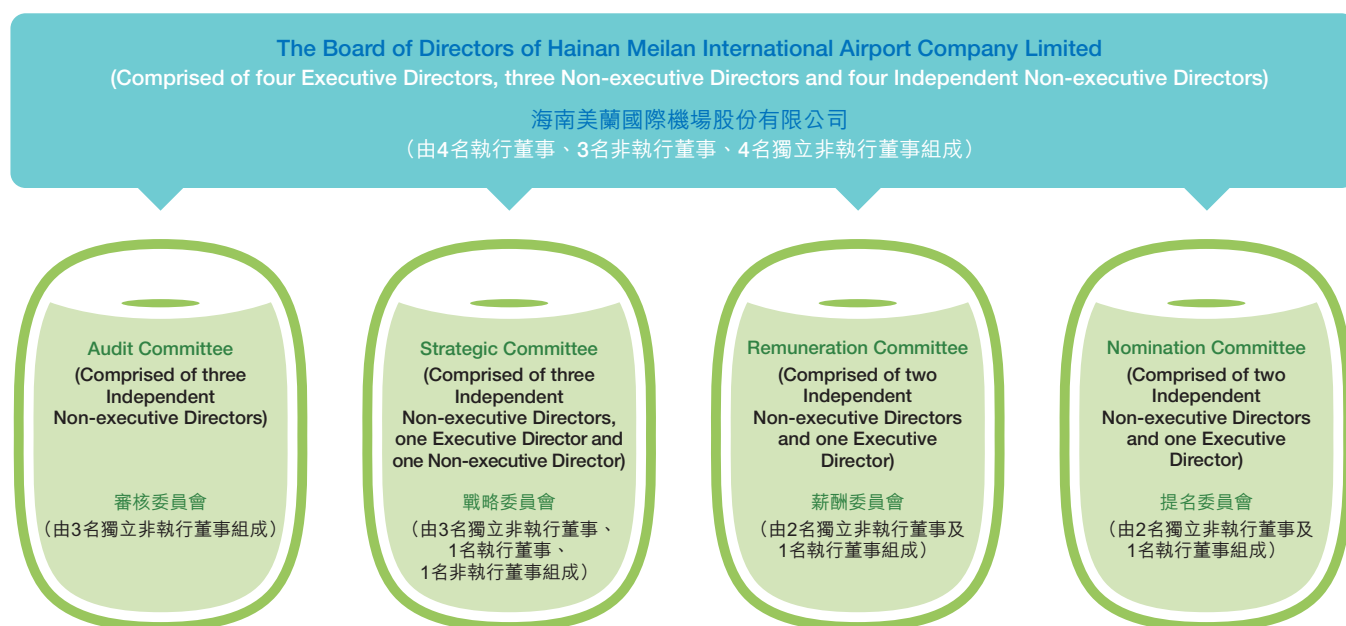 The Board of Directors of Hainan Meilan International Airport Company Limited
(Comprised of four Executive Directors, three Non-executive Directors and four Independent Non-executive Directors)
海南美蘭國際機場股份有限公司
（由4名執行董事、3名非執行董事、4名獨立非執行董事組成）
Audit Committee
(Comprised of three
Independent
Non-executive Directors)
審核委員會
（由3名獨立非執行董事組成）
Strategic Committee
(Comprised of three
Independent
Non-executive Directors,
one Executive Director and
one Non-executive Director)
戰略委員會
（由3名獨立非執行董事、
1名執行董事、
1名非執行董事組成）
Remuneration Committee
(Comprised of two
Independent
Non-executive Directors
and one Executive
Director)
薪酬委員會
（由2名獨立非執行董事及
1名執行董事組成）
Nomination Committee
(Comprised of two
Independent
Non-executive Directors
and one Executive
Director)
提名委員會
（由2名獨立非執行董事及
1名執行董事組成）